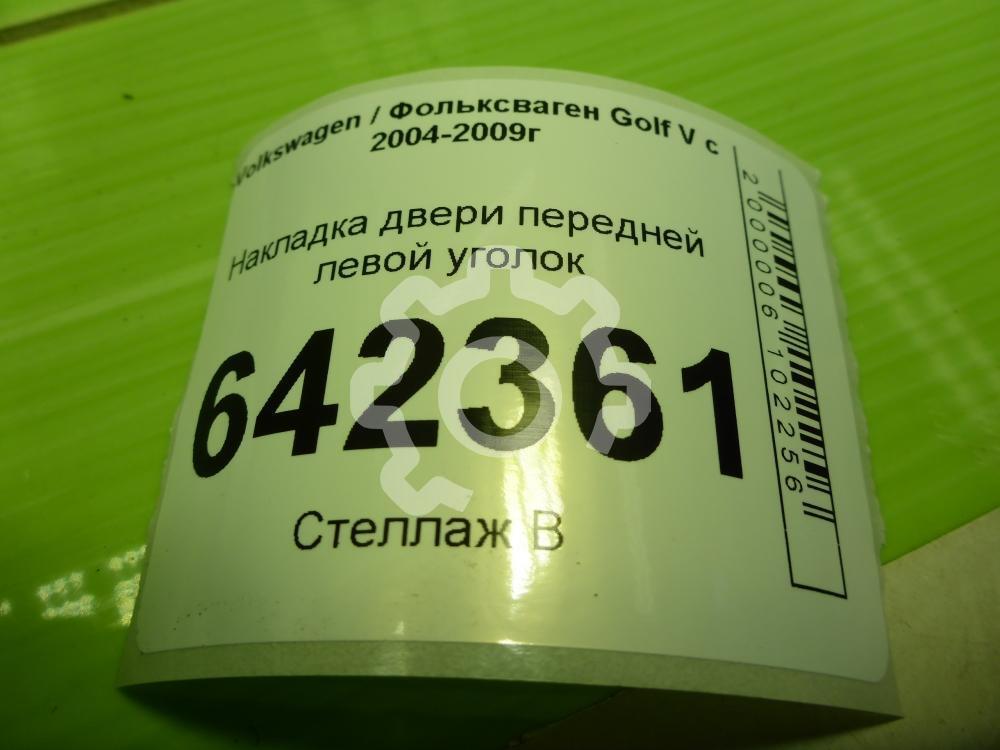 Volkswagen / Фольксваген Golf V с
2004-2009г
Накладка двери передней
левой уголок
642361
Стеллаж В
2000006102256